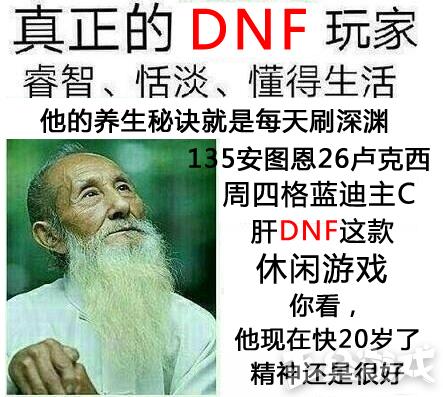 真正的 DNF 玩家
睿智、恬淡、懂得生活
他的养生秘诀就是每天刷深渊
135安图恩26卢克西
周四格蓝迪主C
肝DNF这款
休闲游戏
你看，
他现在快20岁了
精神还是很好